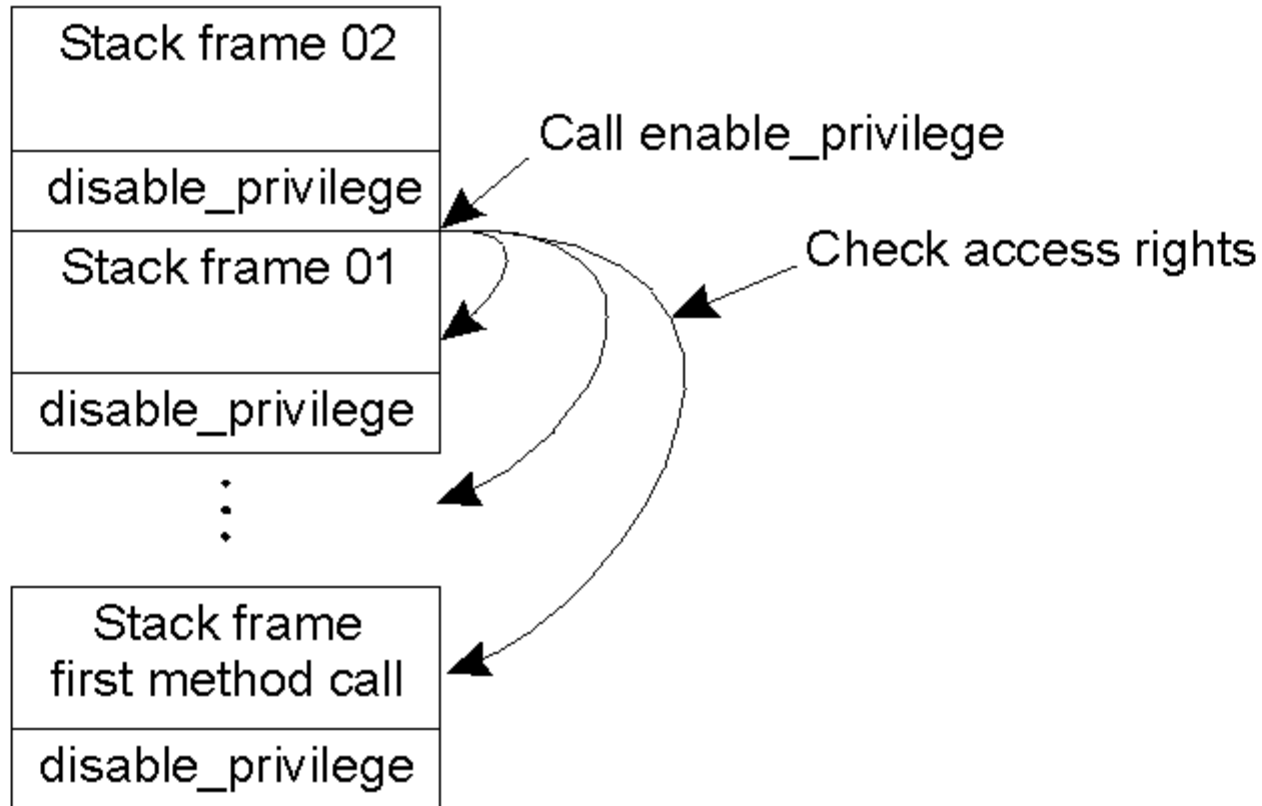 Stack frame 02
disable_privilege
Call enable_privilege
Stack frame 01
Check access rights
disable_privilege
Stack frame
first method call
disable_privilege